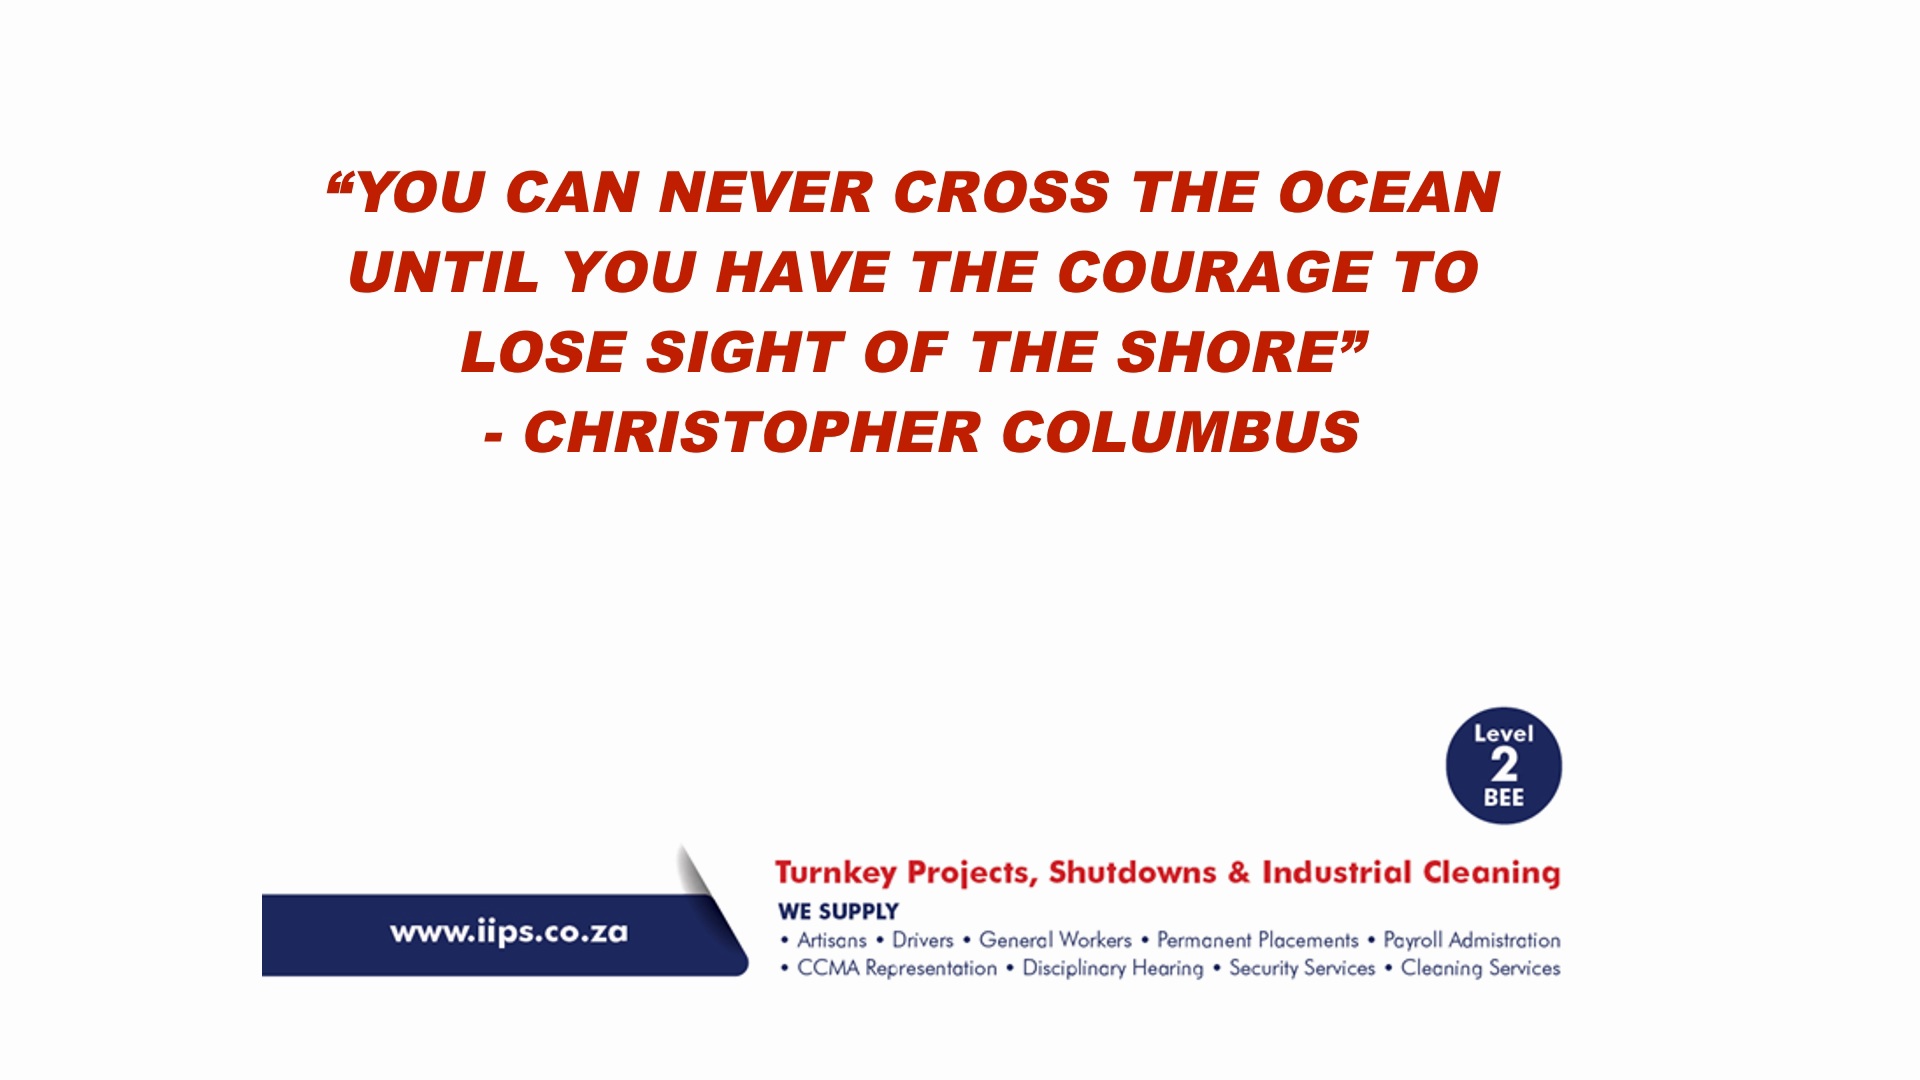 “YOU CAN NEVER CROSS THE OCEAN
UNTIL YOU HAVE THE COURAGE TO
LOSE SIGHT OF THE SHORE”
- CHRISTOPHER COLUMBUS
Level
2
BEE
Turnkey Projects, Shutdowns & Industrial Cleaning
WE SUPPLY
www.iips.co.za
• Artisans • Drivers • General Workers • Permanent Placements • Payroll Admistration
• CCMA Representation • Disciplinary Hearing • Security Services • Cleaning Services